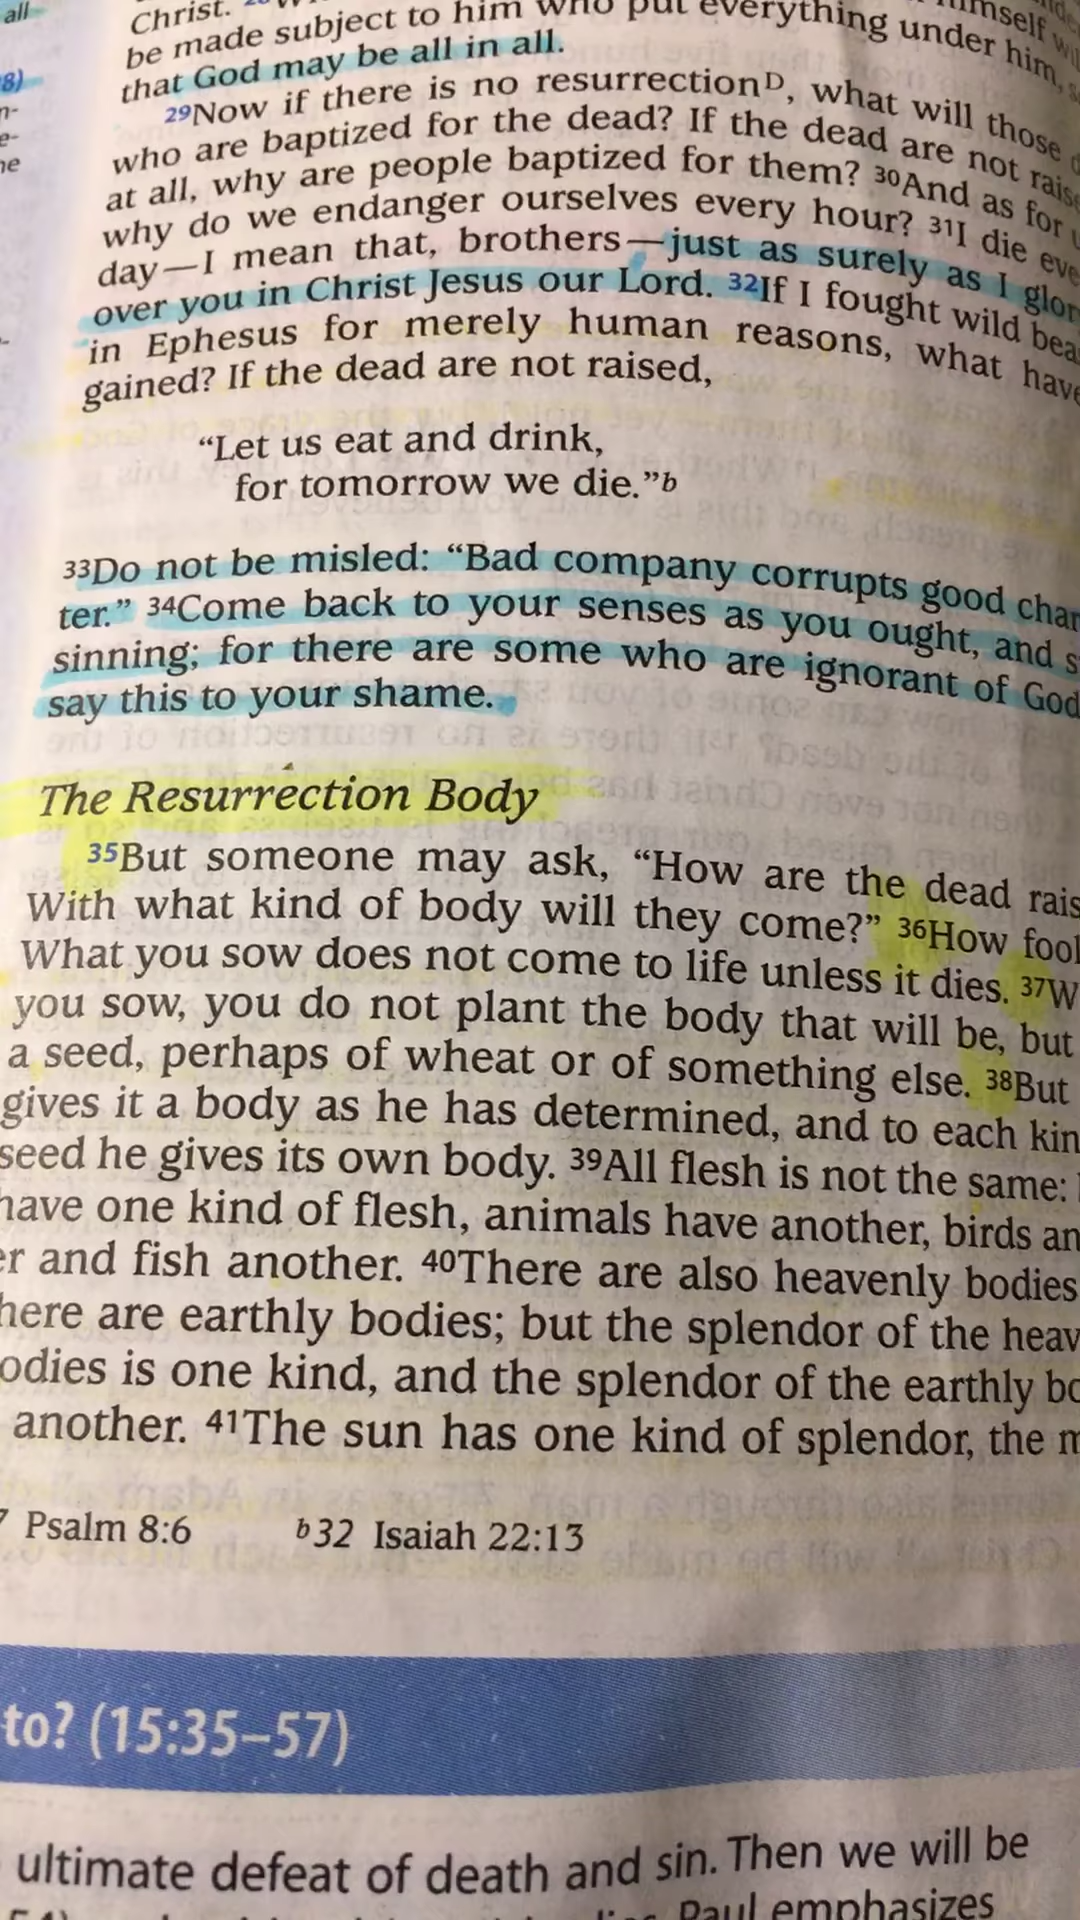 all
8)
n-
e-
ne
Christ.
be made subject to him who put everything under him,
that God may be all in all.
29Now if there is no resurrectionD, what will those
who are baptized for the dead? If the dead are not raise
at all, why are people baptized for them? 30And as for
why do we endanger ourselves every hour? 31I die eve
day—I mean that, brothers—just as surely as I glor
over you in Christ Jesus our Lord. 32If I fought wild bea
in Ephesus for merely human reasons, what have
gained? If the dead are not raised,
“Let us eat and drink,
for tomorrow we die.”b
33Do not be misled: “Bad company corrupts good char
ter.” 34Come back to your senses as you ought, and s
sinning; for there are some who are ignorant of God
say this to your shame.
The Resurrection Body
35But someone may ask, “How are the dead rais
With what kind of body will they come?” 36How fool
What you sow does not come to life unless it dies. 37W
you sow, you do not plant the body that will be, but
a seed, perhaps of wheat or of something else. 38But
gives it a body as he has determined, and to each kin
seed he gives its own body. 39All flesh is not the same:
have one kind of flesh, animals have another, birds an
er and fish another. 40There are also heavenly bodies
here are earthly bodies; but the splendor of the heav
odies is one kind, and the splendor of the earthly bo
another. 41The sun has one kind of splendor, the m
7 Psalm 8:6 b32 Isaiah 22:13
to? (15:35–57)
ultimate defeat of death and sin. Then we will be
Paul emphasizes